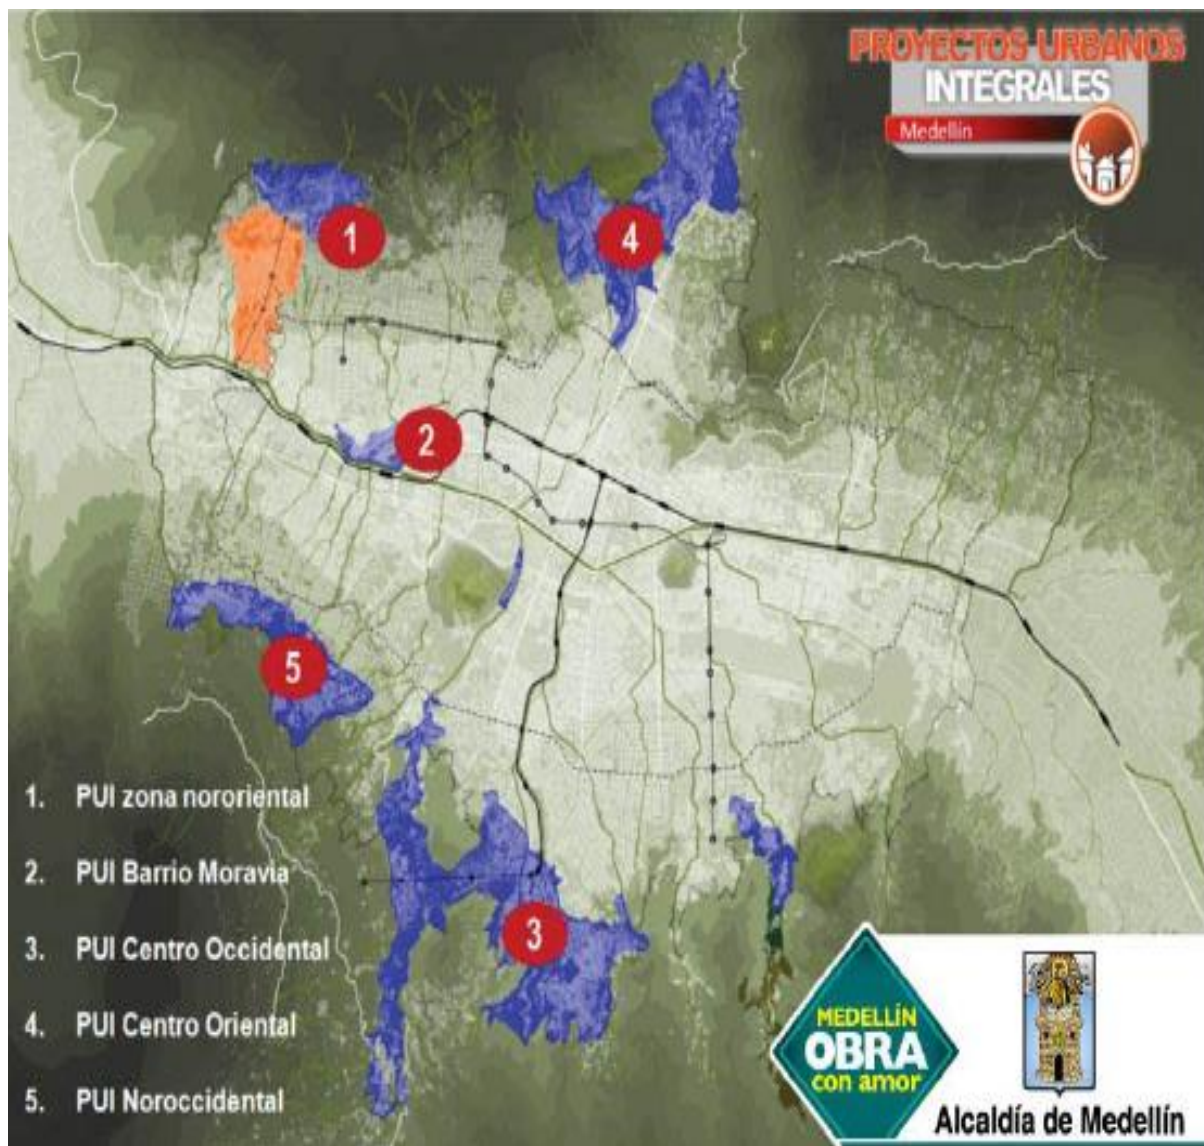 PROYECTOS URBANOS
INTEGRALES
Medellín
1
4
2
5
3
1. PUI zona nororiental
2. PUI Barrio Moravia
3. PUI Centro Occidental
4. PUI Centro Oriental
5. PUI Noroccidental
MEDELLÍN
OBRA
con amor
Alcaldía de Medellín